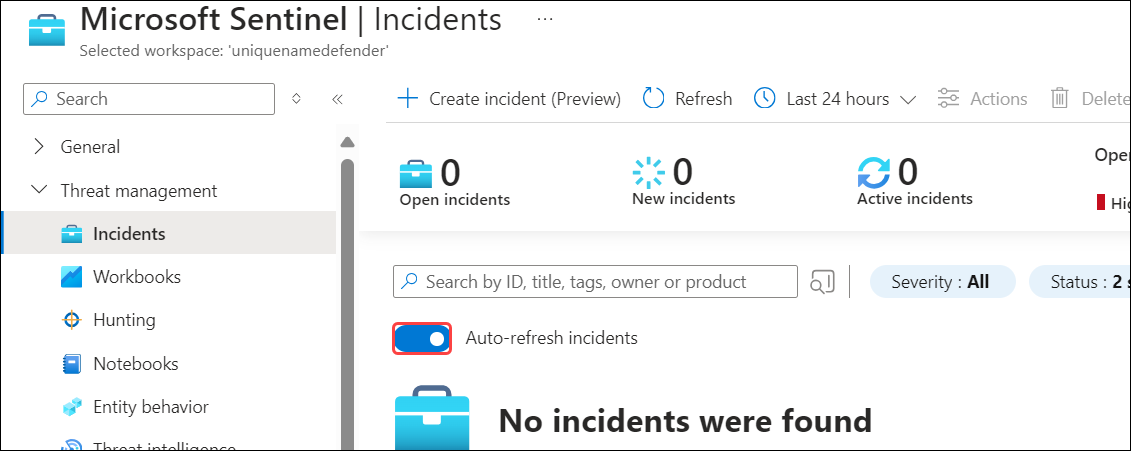 Microsoft Sentinel | Incidents ...
Selected workspace: 'uniquenamedefender'
Search
General
Threat management
Incidents
Workbooks
Hunting
Notebooks
Entity behavior
Threat intelligence
Create incident (Preview) Refresh Last 24 hours Actions Delete
0 Open incidents
0 New incidents
0 Active incidents
Ope
Hig
Search by ID, title, tags, owner or product
Severity : All
Status : 2 s
Auto-refresh incidents
No incidents were found